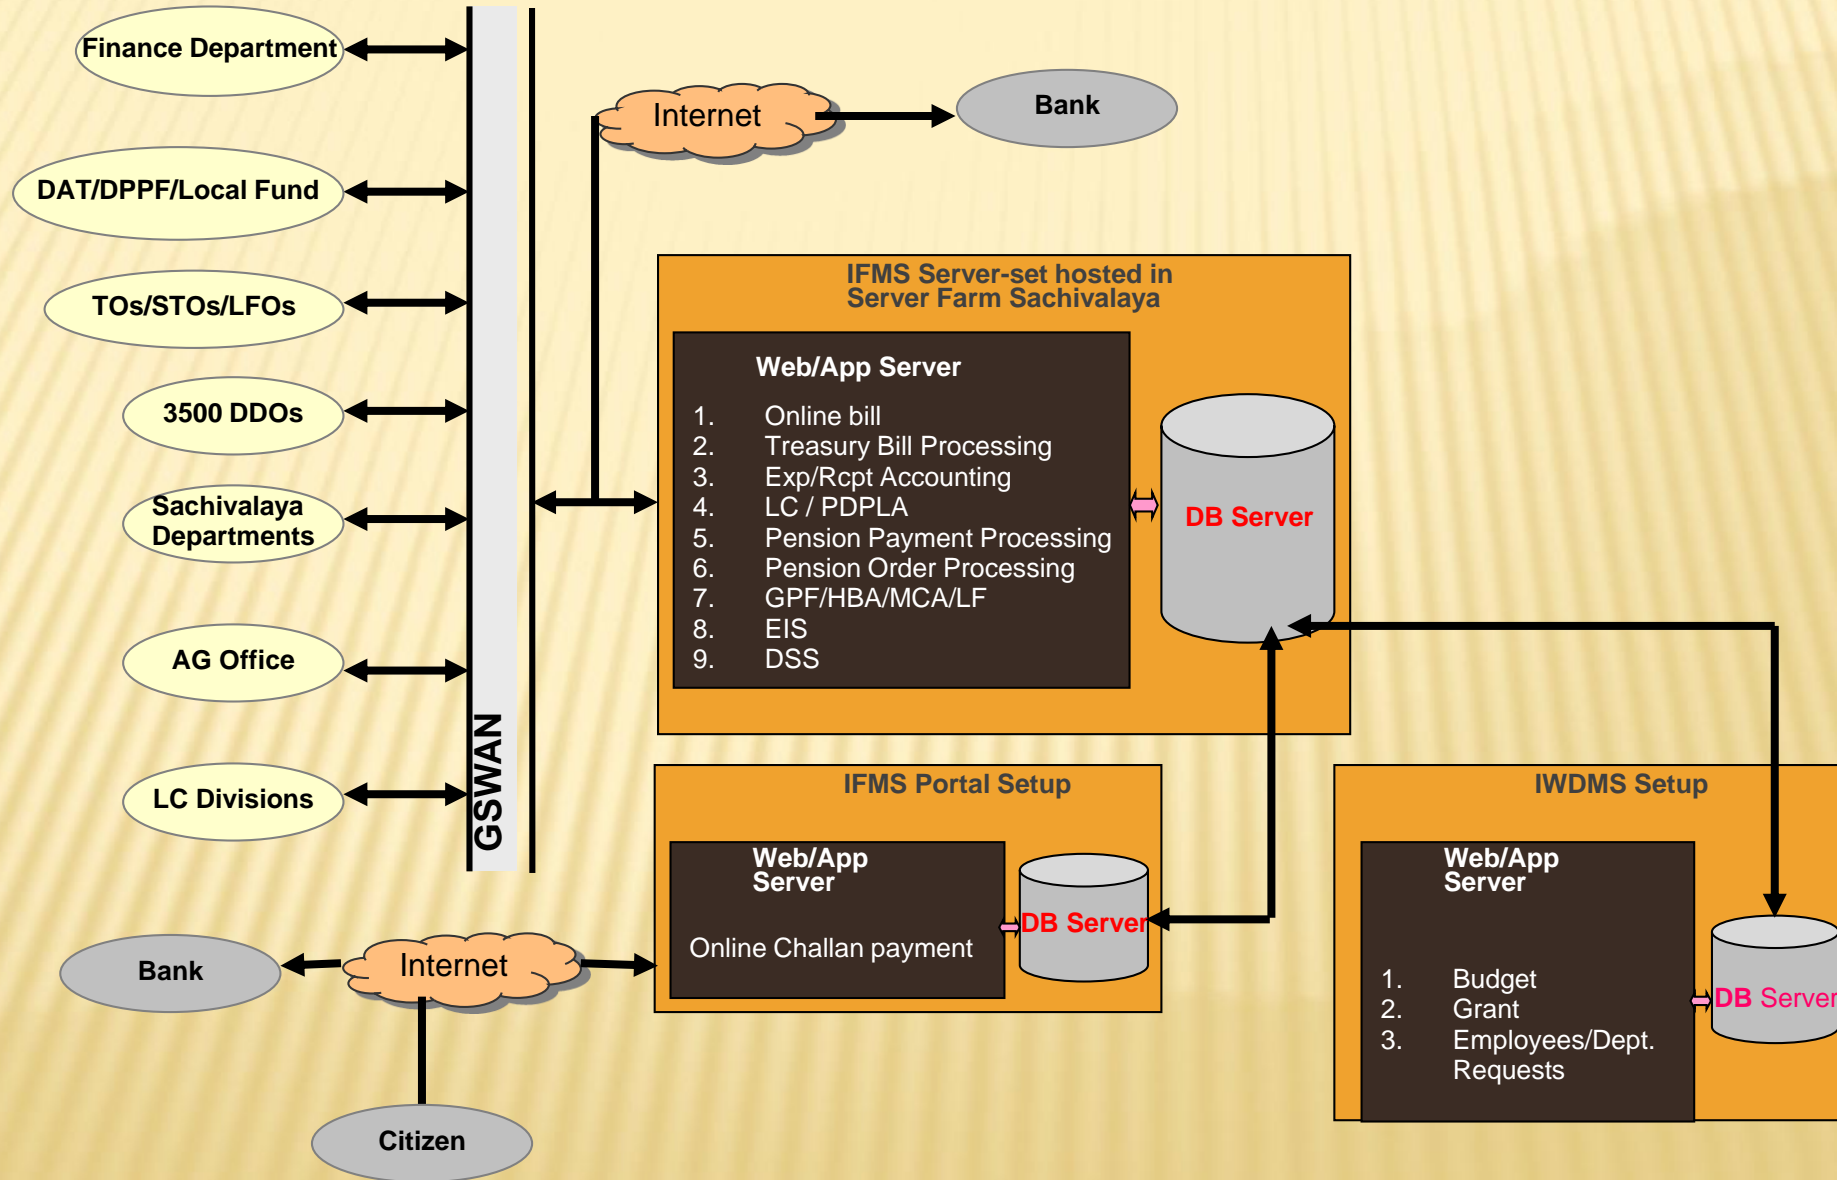 Finance Department
DAT/DPPF/Local Fund
TOs/STOs/LFOs
3500 DDOs
Sachivalaya
Departments
AG Office
LC Divisions
GSWAN
Internet
Bank
IFMS Server-set hosted in
Server Farm Sachivalaya
Web/App Server
1. Online bill
2. Treasury Bill Processing
3. Exp/Rcpt Accounting
4. LC / PDPLA
5. Pension Payment Processing
6. Pension Order Processing
7. GPF/HBA/MCA/LF
8. EIS
9. DSS
DB Server
IFMS Portal Setup
Web/App
Server
Online Challan payment
DB Server
IWDMS Setup
Web/App
Server
1. Budget
2. Grant
3. Employees/Dept.
Requests
DB Server
Bank
Internet
Citizen